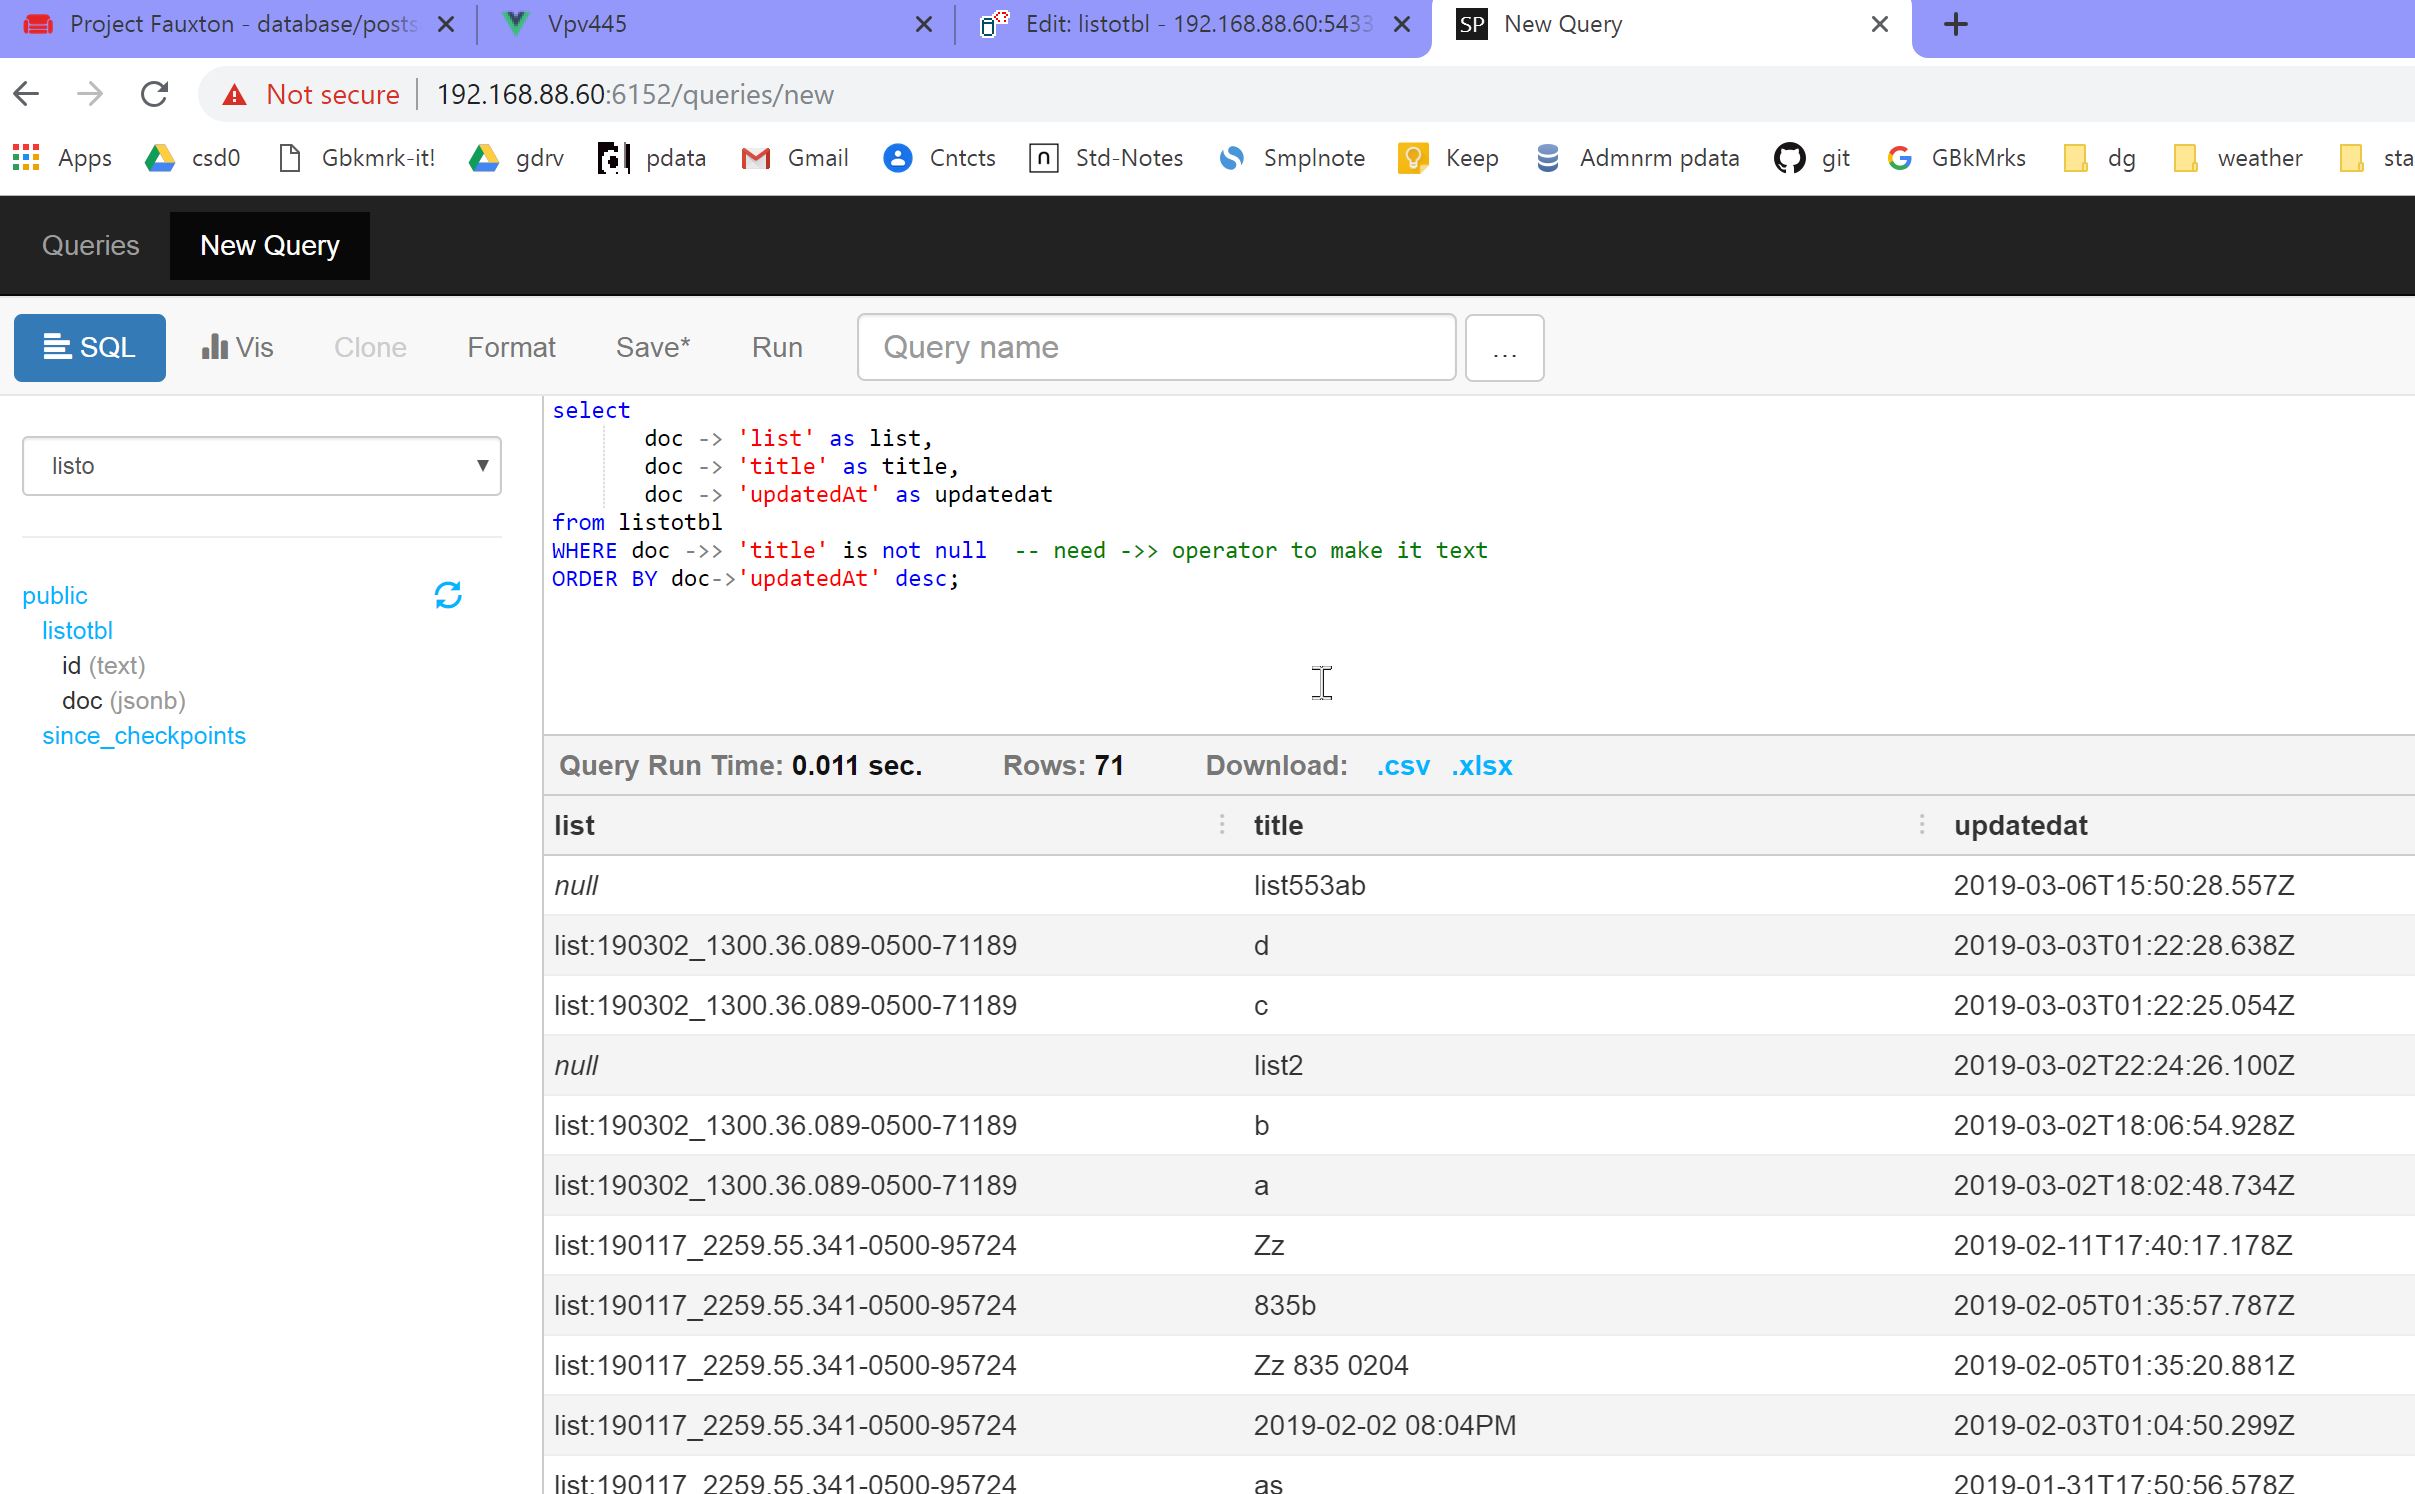 Project Fauxton - database/posts
Vpv445
Edit: listotbl - 192.168.88.60:5433
SP New Query
Not secure 192.168.88.60:6152/queries/new
Apps csd0 Gbkmrk-it! gdrv pdata Gmail Cntcts n Std-Notes Smplnote Keep Admnrm pdata git GBkMrks dg weather sta
Queries New Query
SQL Vis Clone Format Save* Run Query name ...
listo
public
listotbl
id (text)
doc (jsonb)
since_checkpoints
select
doc -> 'list' as list,
doc -> 'title' as title,
doc -> 'updatedAt' as updatedat
from listotbl
WHERE doc ->> 'title' is not null -- need ->> operator to make it text
ORDER BY doc->'updatedAt' desc;
Query Run Time: 0.011 sec. Rows: 71 Download: .csv .xlsx
list title updatedat
null list553ab 2019-03-06T15:50:28.557Z
list:190302_1300.36.089-0500-71189 d 2019-03-03T01:22:28.638Z
list:190302_1300.36.089-0500-71189 c 2019-03-03T01:22:25.054Z
null list2 2019-03-02T22:24:26.100Z
list:190302_1300.36.089-0500-71189 b 2019-03-02T18:06:54.928Z
list:190302_1300.36.089-0500-71189 a 2019-03-02T18:02:48.734Z
list:190117_2259.55.341-0500-95724 Zz 2019-02-11T17:40:17.178Z
list:190117_2259.55.341-0500-95724 835b 2019-02-05T01:35:57.787Z
list:190117_2259.55.341-0500-95724 Zz 835 0204 2019-02-05T01:35:20.881Z
list:190117_2259.55.341-0500-95724 2019-02-02 08:04PM 2019-02-03T01:04:50.299Z
list:190117_2259.55.341-0500-95724 as 2019-01-31T17:50:56.578Z